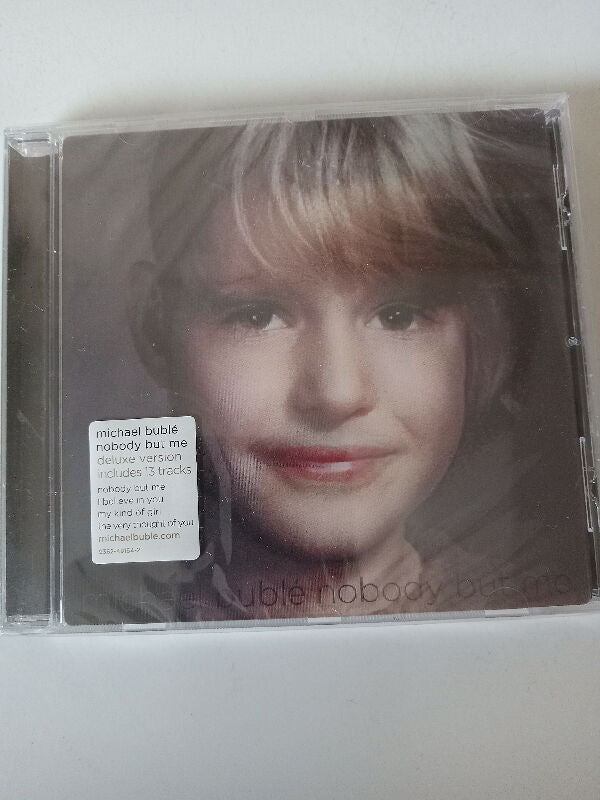 michael bublé
nobody but me
deluxe version
includes 13 tracks
nobody but me
I believe in you
my kind of girl
the very thought of you
michaelbuble.com
bublé nobody but me